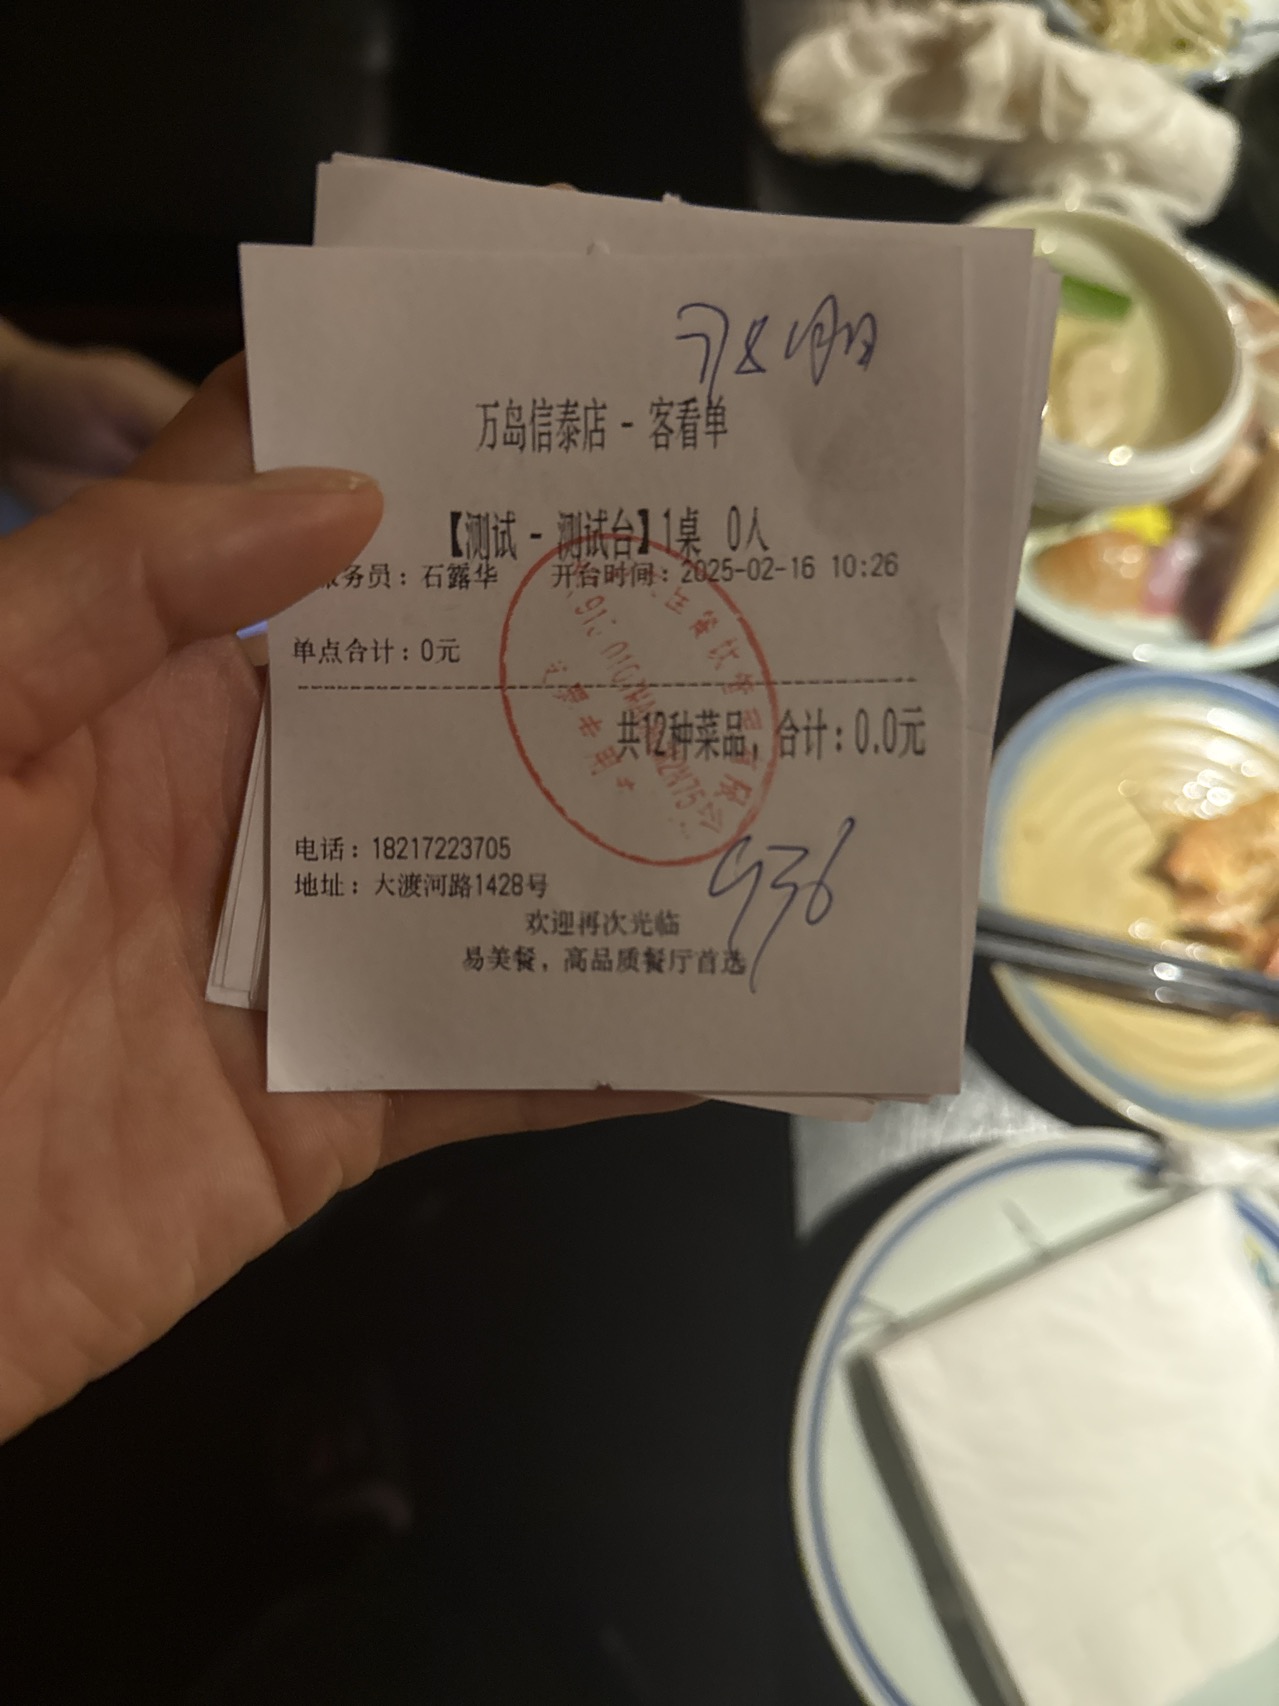 万岛信泰店 - 客看单
【测试 - 测试台】1桌 0人
服务员：石露华 开台时间：2025-02-16 10:26
单点合计：0元
共12种菜品，合计：0.0元
电话：18217223705
地址：大渡河路1428号
936
欢迎再次光临
易美餐，高品质餐厅首选